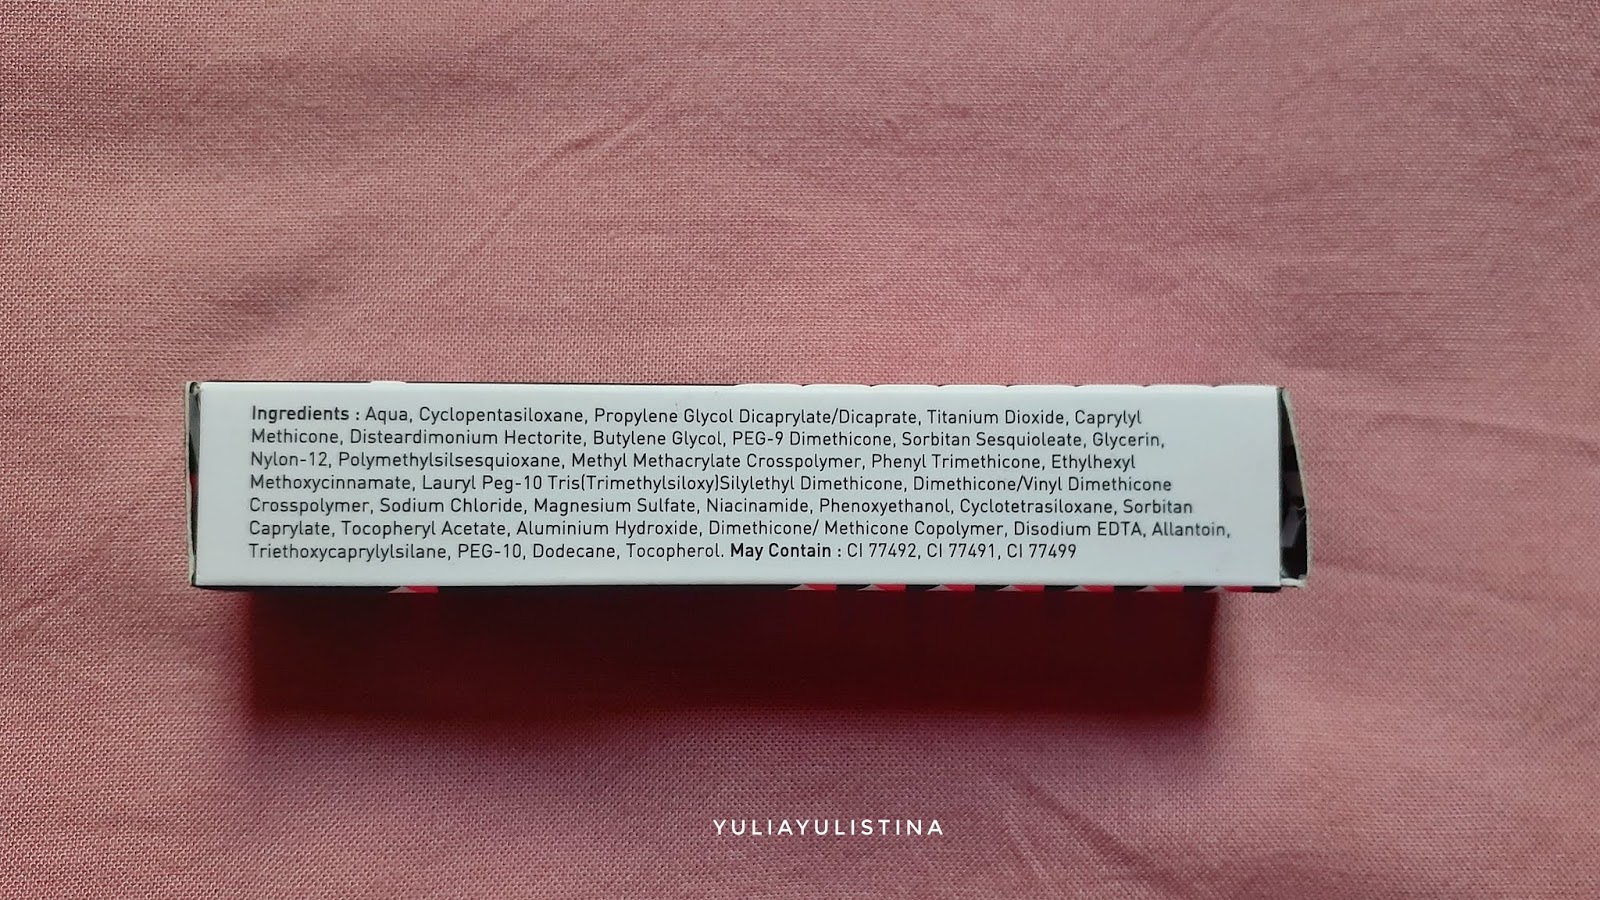 Ingredients : Aqua, Cyclopentasiloxane, Propylene Glycol Dicaprylate/Dicaprate, Titanium Dioxide, Caprylyl
Methicone, Disteardimonium Hectorite, Butylene Glycol, PEG-9 Dimethicone, Sorbitan Sesquioleate, Glycerin,
Nylon-12, Polymethylsilsesquioxane, Methyl Methacrylate Crosspolymer, Phenyl Trimethicone, Ethylhexyl
Methoxycinnamate, Lauryl Peg-10 Tris(Trimethylsiloxy)Silylethyl Dimethicone, Dimethicone/Vinyl Dimethicone
Crosspolymer, Sodium Chloride, Magnesium Sulfate, Niacinamide, Phenoxyethanol, Cyclotetrasiloxane, Sorbitan
Caprylate, Tocopheryl Acetate, Aluminium Hydroxide, Dimethicone/ Methicone Copolymer, Disodium EDTA, Allantoin,
Triethoxycaprylylsilane, PEG-10, Dodecane, Tocopherol. May Contain : CI 77492, CI 77491, CI 77499
YULIAYULISTINA